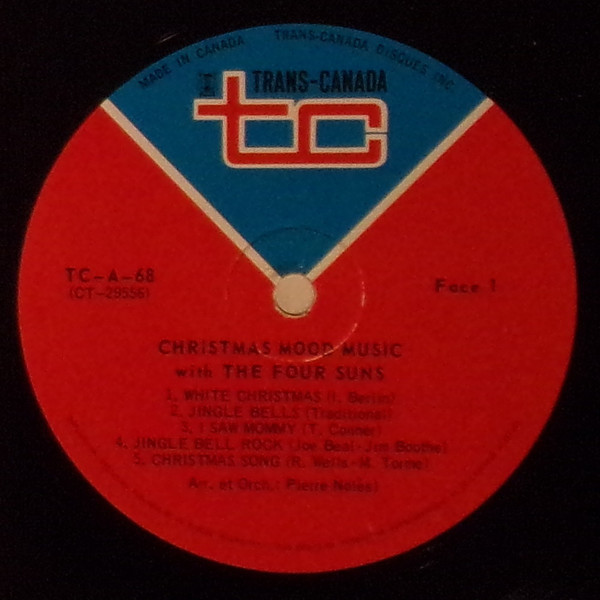 MADE IN CANADA TRANS-CANADA DISQUES INC.
TRANS-CANADA
tc
TC-A-68
(CT-29556)
Face 1
CHRISTMAS MOOD MUSIC
with THE FOUR SUNS
1. WHITE CHRISTMAS (I. Berlin)
2. JINGLE BELLS (Traditional)
3. I SAW MOMMY (T. Conner)
4. JINGLE BELL ROCK (Joe Beal-Jim Boothe)
5. CHRISTMAS SONG (R. Wells-M. Torme)
Arr. et Orch.: Pierre Noles)